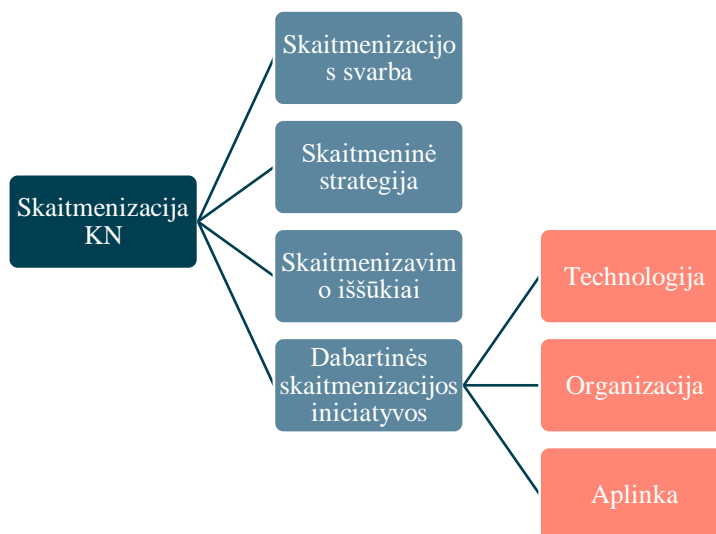 Skaitmenizacija
KN
Skaitmenizacijo
s svarba
Skaitmeninė
strategija
Skaitmenizavim
o iššūkiai
Dabartinės
skaitmenizacijos
iniciatyvos
Technologija
Organizacija
Aplinka